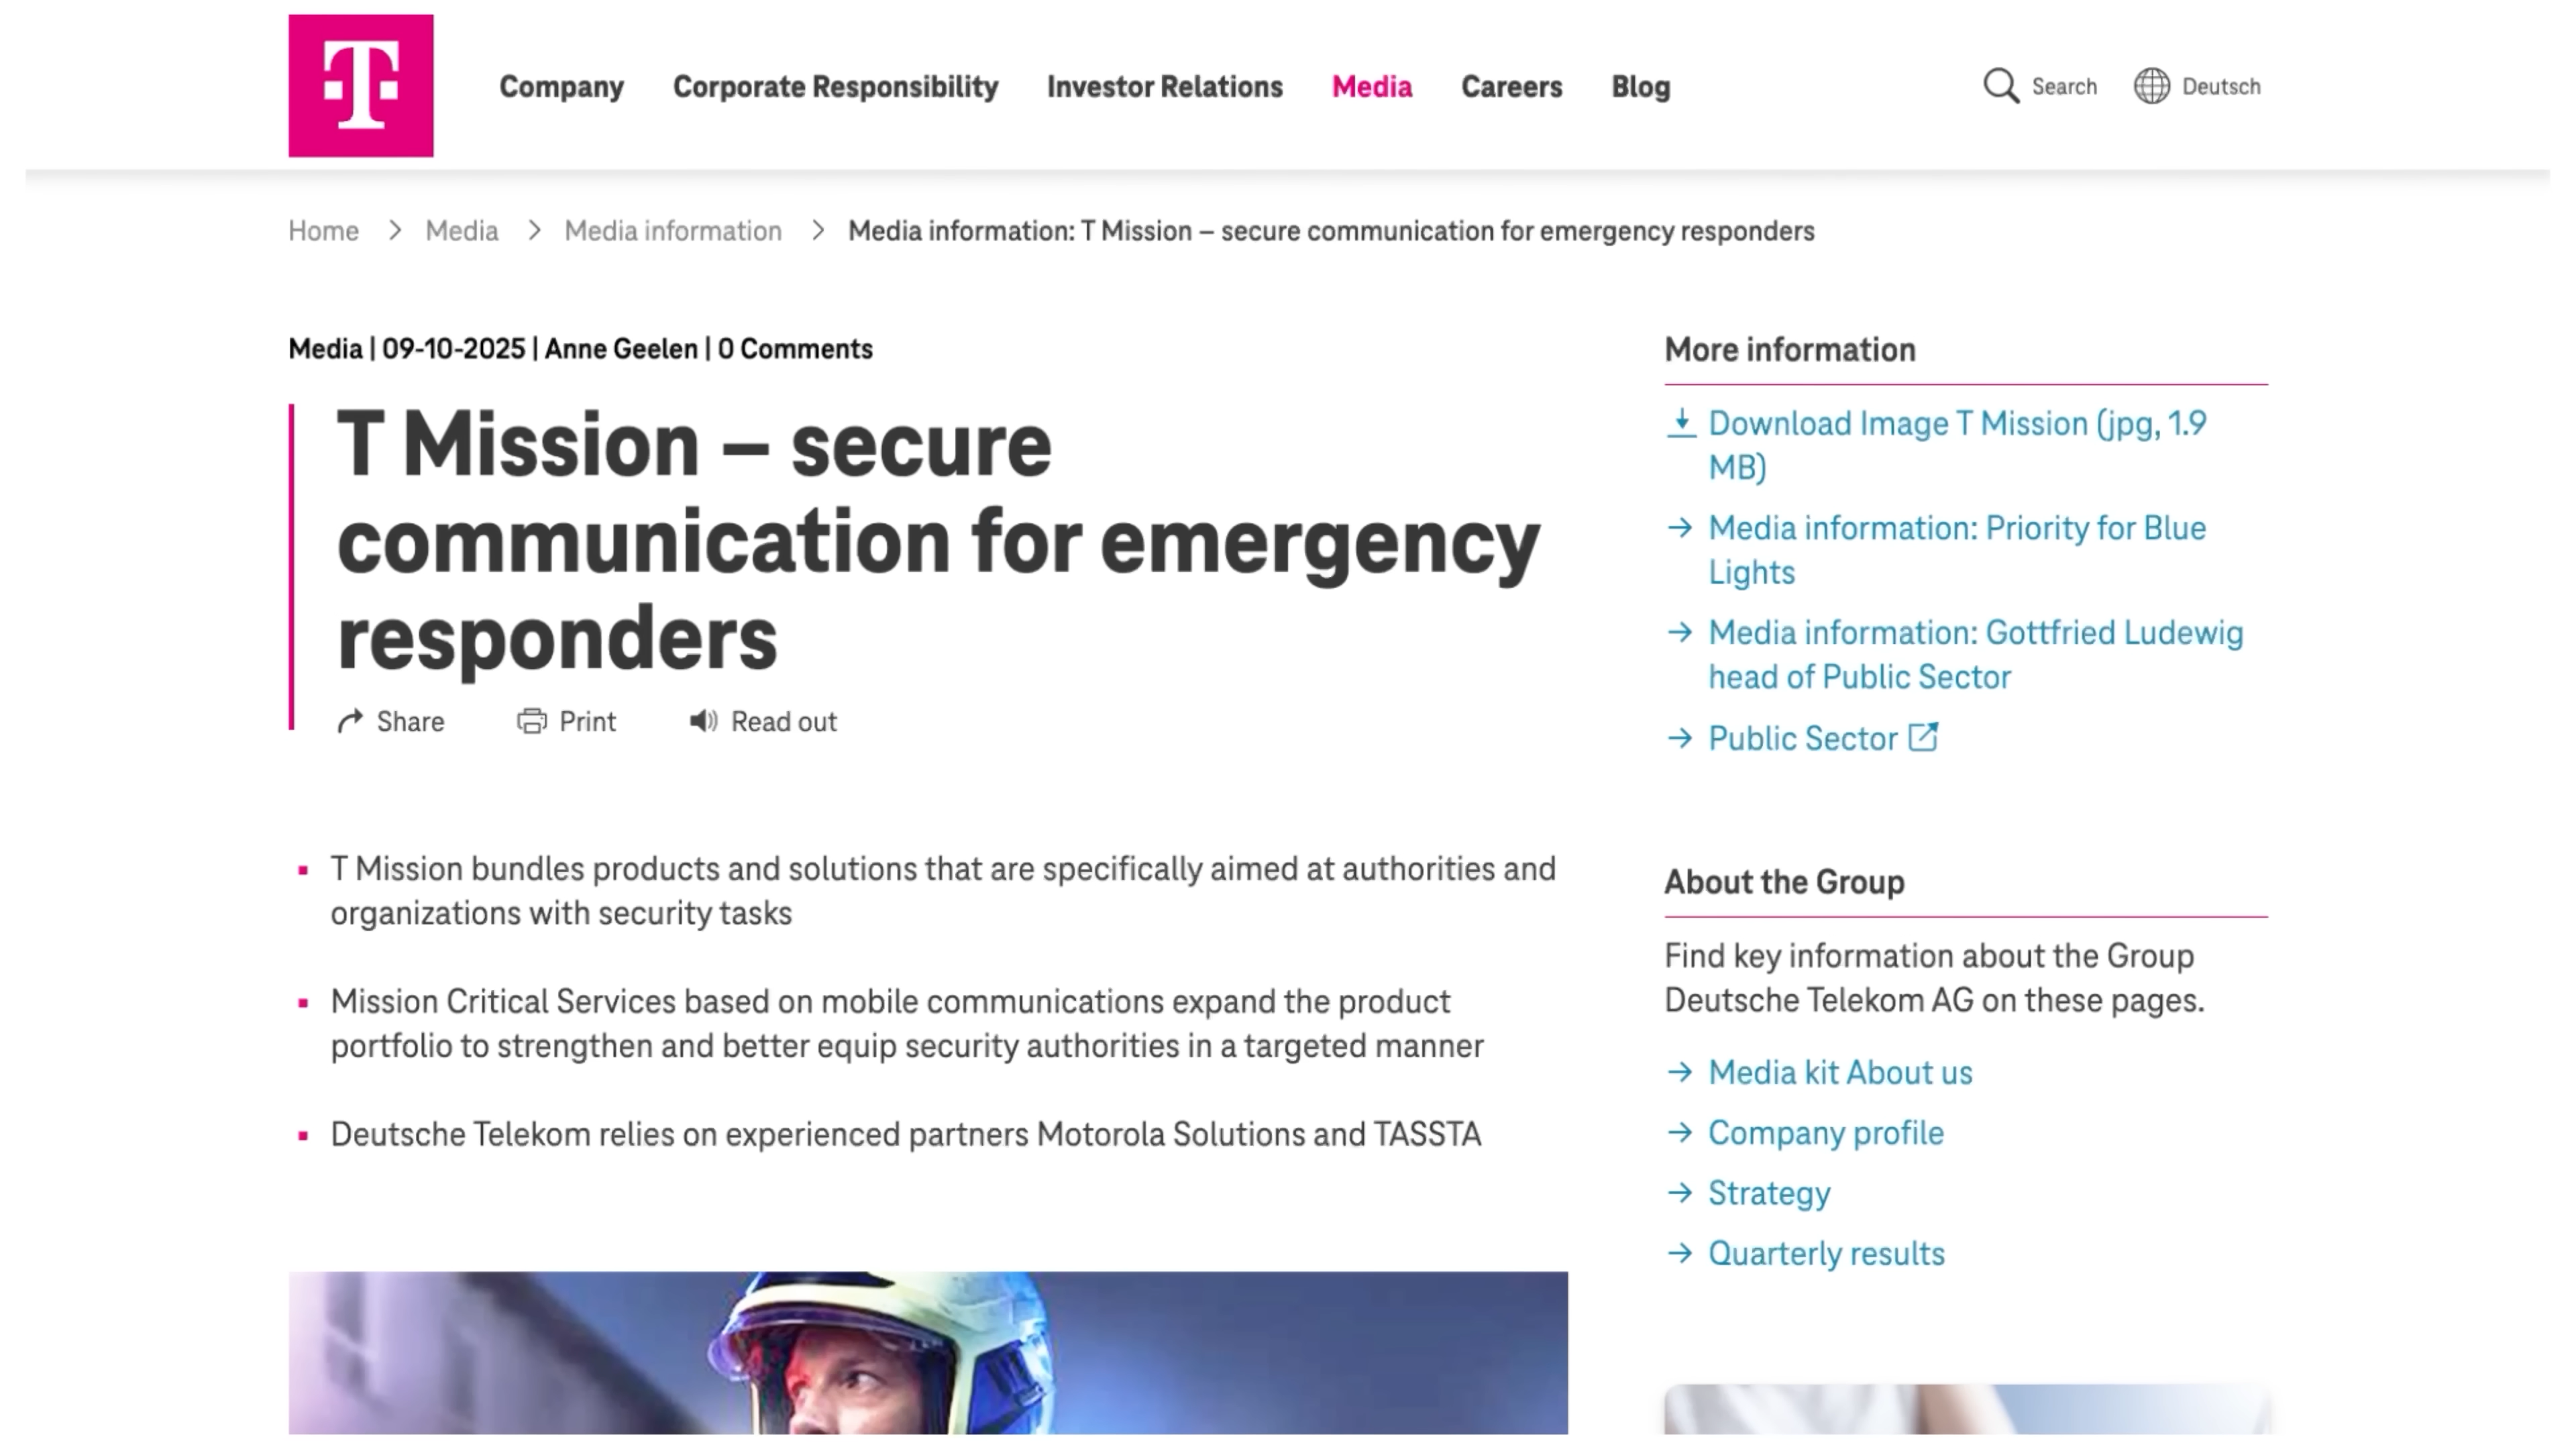 T
Company Corporate Responsibility Investor Relations Media Careers Blog Search Deutsch
Home > Media > Media information > Media information: T Mission – secure communication for emergency responders
Media | 09-10-2025 | Anne Geelen | 0 Comments
T Mission – secure
communication for emergency
responders
Share Print Read out
T Mission bundles products and solutions that are specifically aimed at authorities and
organizations with security tasks
Mission Critical Services based on mobile communications expand the product
portfolio to strengthen and better equip security authorities in a targeted manner
Deutsche Telekom relies on experienced partners Motorola Solutions and TASSTA
More information
Download Image T Mission (jpg, 1.9
MB)
Media information: Priority for Blue
Lights
Media information: Gottfried Ludewig
head of Public Sector
Public Sector
About the Group
Find key information about the Group
Deutsche Telekom AG on these pages.
Media kit About us
Company profile
Strategy
Quarterly results